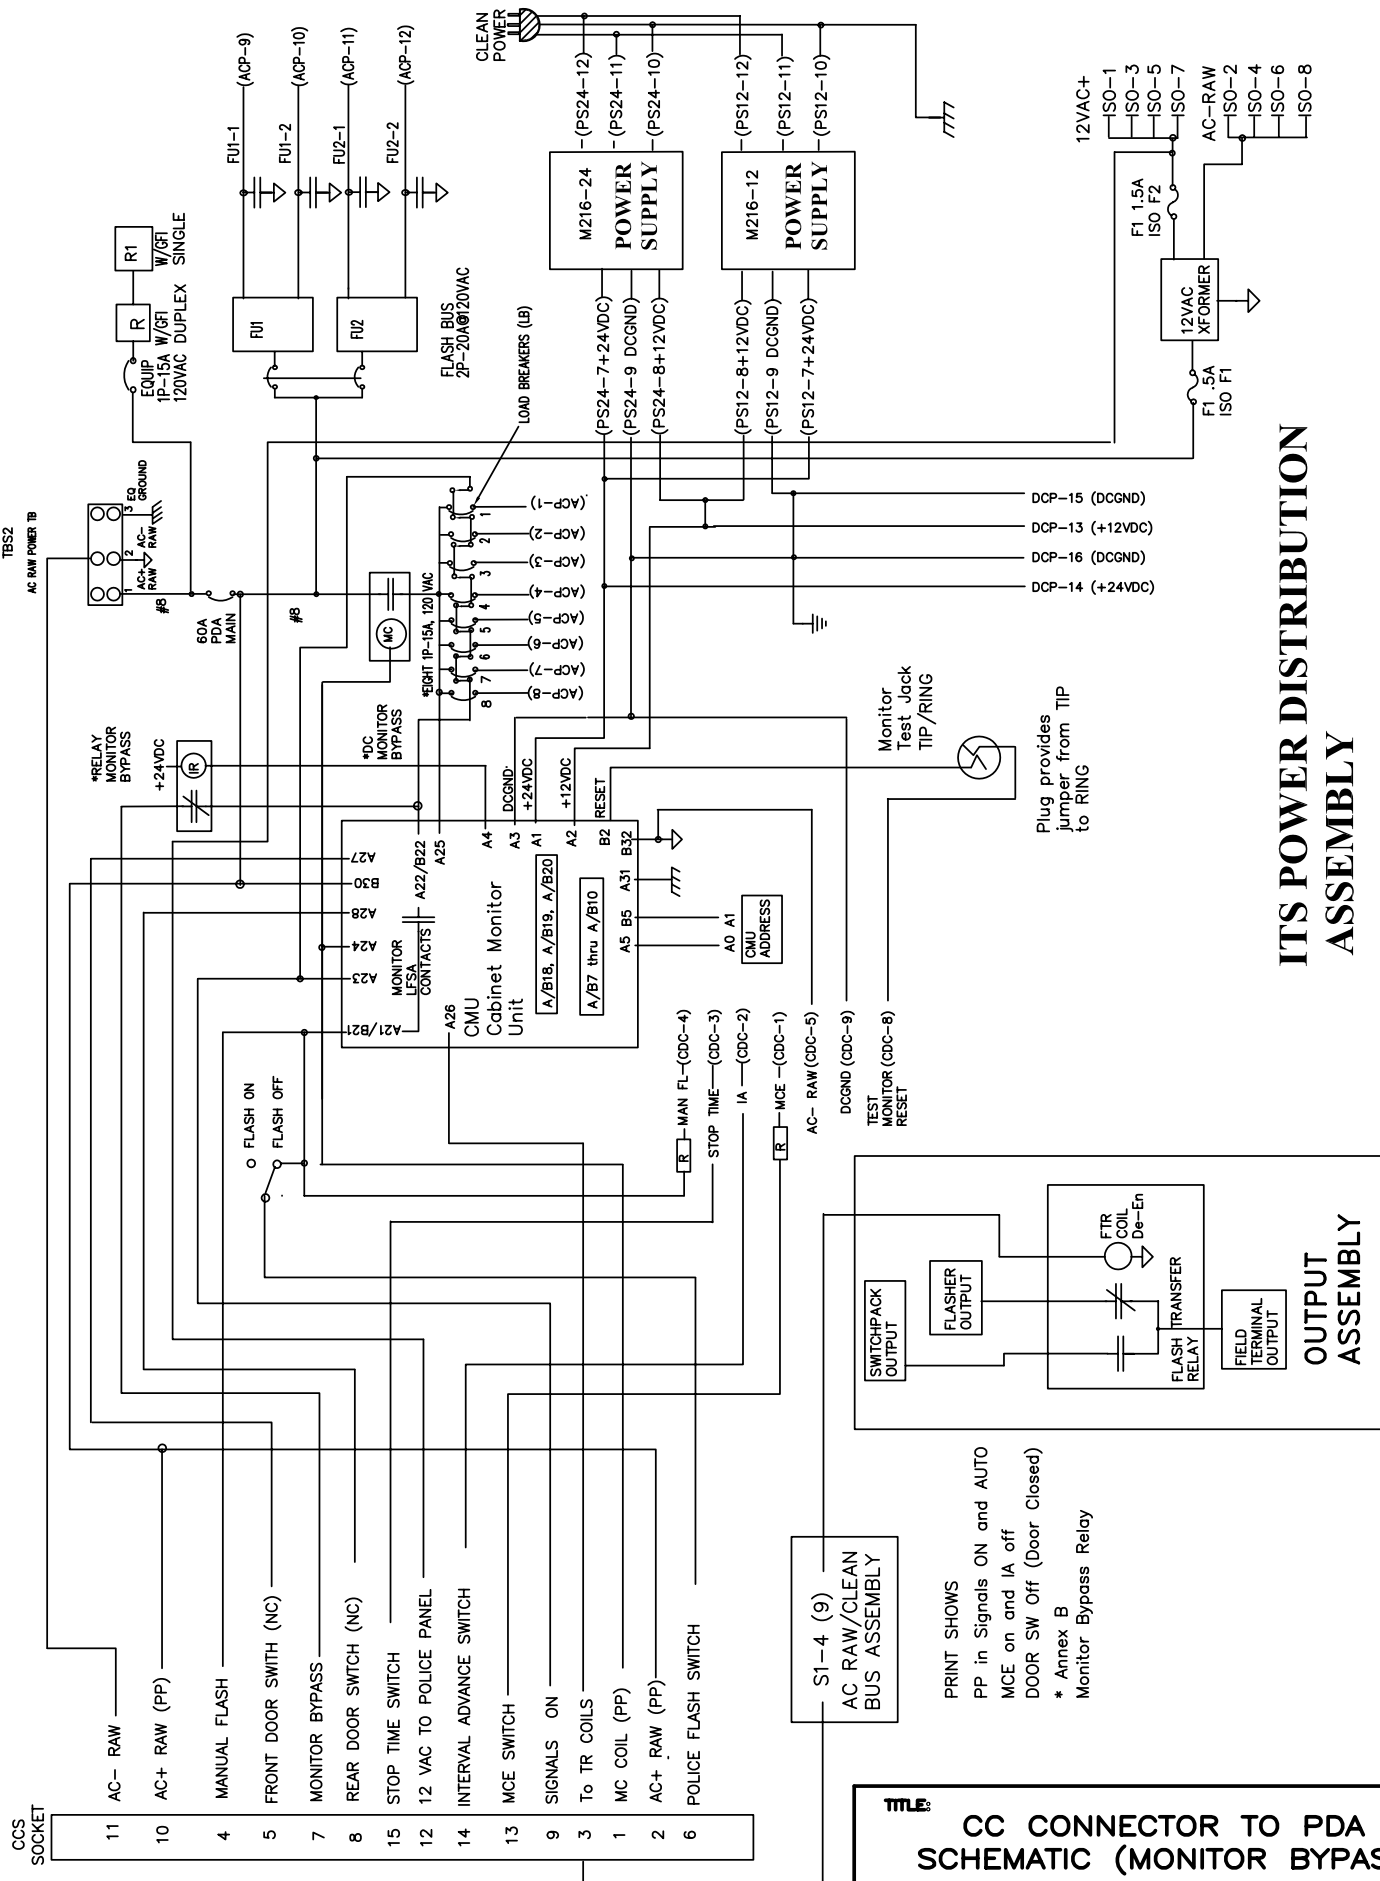 CCS
SOCKET
11
AC- RAW
10
AC+ RAW (PP)
4
MANUAL FLASH
5
FRONT DOOR SWITH (NC)
7
MONITOR BYPASS
8
REAR DOOR SWTCH (NC)
15
STOP TIME SWITCH
12
12 VAC TO POLICE PANEL
14
INTERVAL ADVANCE SWITCH
13
MCE SWITCH
9
SIGNALS ON
3
To TR COILS
1
MC COIL (PP)
2
AC+ RAW (PP)
6
POLICE FLASH SWITCH
TBS2
AC RAW POWER TB
1
2
3
AC+
RAW
AC-
RAW
EQ
GROUND
#8
60A
PDA
MAIN
#8
EQUIP
1P-15A
120VAC
R
W/GFI
DUPLEX
R1
W/GFI
SINGLE
FU1
FU2
FU1-1
(ACP-9)
FU1-2
(ACP-10)
FU2-1
(ACP-11)
FU2-2
(ACP-12)
FLASH BUS
2P-20A@120VAC
LOAD BREAKERS (LB)
MC
*EIGHT 1P-15A, 120 VAC
1
2
3
4
5
6
7
8
(ACP-1)
(ACP-2)
(ACP-3)
(ACP-4)
(ACP-5)
(ACP-6)
(ACP-7)
(ACP-8)
*RELAY
MONITOR
BYPASS
+24VDC
IR
*DC
MONITOR
BYPASS
CLEAN
POWER
M216-24
POWER
SUPPLY
(PS24-12)
(PS24-11)
(PS24-10)
(PS24-7+24VDC)
(PS24-9 DCGND)
(PS24-8+12VDC)
M216-12
POWER
SUPPLY
(PS12-12)
(PS12-11)
(PS12-10)
(PS12-8+12VDC)
(PS12-9 DCGND)
(PS12-7+24VDC)
DCP-15 (DCGND)
DCP-13 (+12VDC)
DCP-16 (DCGND)
DCP-14 (+24VDC)
12VAC+
ISO-1
ISO-3
ISO-5
ISO-7
AC-RAW
ISO-2
ISO-4
ISO-6
ISO-8
F1 1.5A
ISO F2
12VAC
XFORMER
F1 .5A
ISO F1
A27
B30
A28
A24
A23
A21/B21
MONITOR
LFSA
CONTACTS
A22/B22
A25
A4
A3
A1
A2
B2
DCGND
+24VDC
+12VDC
RESET
A26
CMU
Cabinet Monitor
Unit
A/B18, A/B19, A/B20
A/B7 thru A/B10
B32
A31
B5
A5
A0 A1
CMU
ADDRESS
FLASH ON
FLASH OFF
R
MAN FL-(CDC-4)
STOP TIME-(CDC-3)
IA -(CDC-2)
R
MCE -(CDC-1)
AC- RAW(CDC-5)
DCGND (CDC-9)
TEST
MONITOR (CDC-8)
RESET
Monitor
Test Jack
TIP/RING
Plug provides
jumper from TIP
to RING
ITS POWER DISTRIBUTION
ASSEMBLY
SWITCHPACK
OUTPUT
FLASHER
OUTPUT
FTR
COIL
De-En
FLASH TRANSFER
RELAY
FIELD
TERMINAL
OUTPUT
OUTPUT
ASSEMBLY
S1-4 (9)
AC RAW/CLEAN
BUS ASSEMBLY
PRINT SHOWS
PP in Signals ON and AUTO
MCE on and IA off
DOOR SW Off (Door Closed)
* Annex B
Monitor Bypass Relay
TITLE:
CC CONNECTOR TO PDA
SCHEMATIC (MONITOR BYPAS